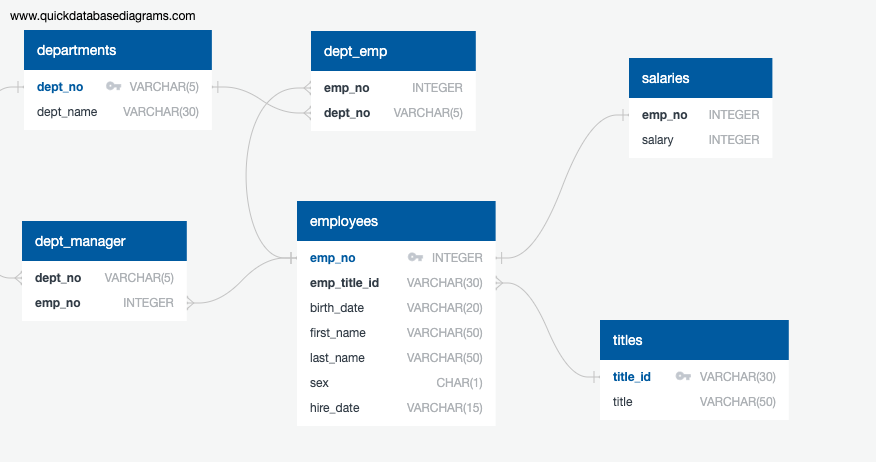 www.quickdatabasediagrams.com
departments
dept_no VARCHAR(5)
dept_name VARCHAR(30)
dept_emp
emp_no INTEGER
dept_no VARCHAR(5)
salaries
emp_no INTEGER
salary INTEGER
dept_manager
dept_no VARCHAR(5)
emp_no INTEGER
employees
emp_no INTEGER
emp_title_id VARCHAR(30)
birth_date VARCHAR(20)
first_name VARCHAR(50)
last_name VARCHAR(50)
sex CHAR(1)
hire_date VARCHAR(15)
titles
title_id VARCHAR(30)
title VARCHAR(50)